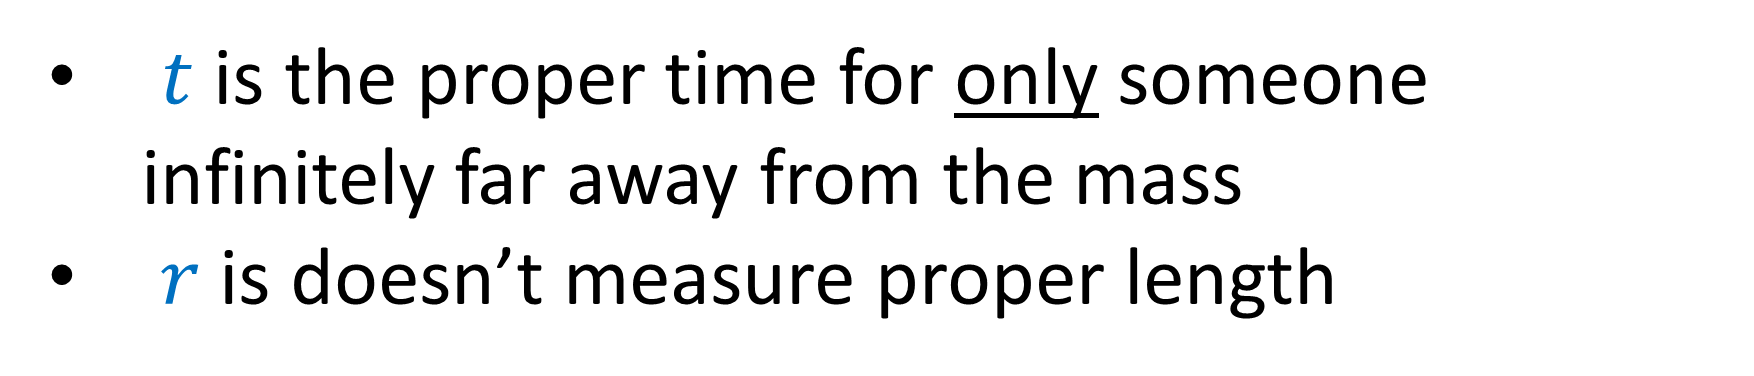 • t is the proper time for only someone
infinitely far away from the mass
• r is doesn’t measure proper length